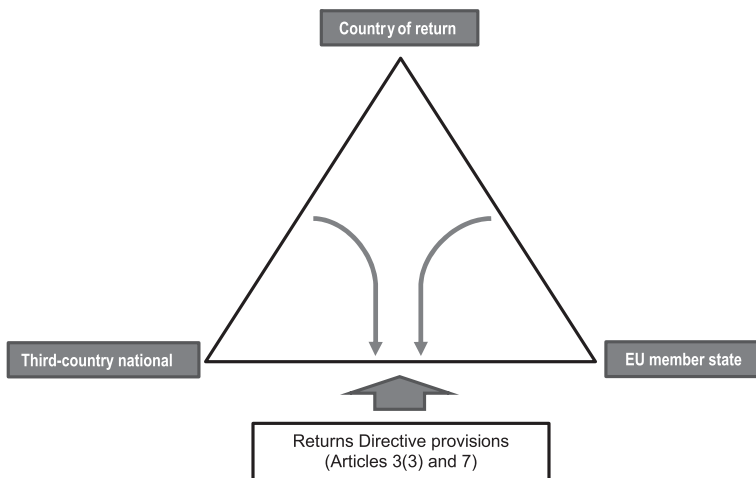 Country of return
Third-country national
EU member state
Returns Directive provisions
(Articles 3(3) and 7)